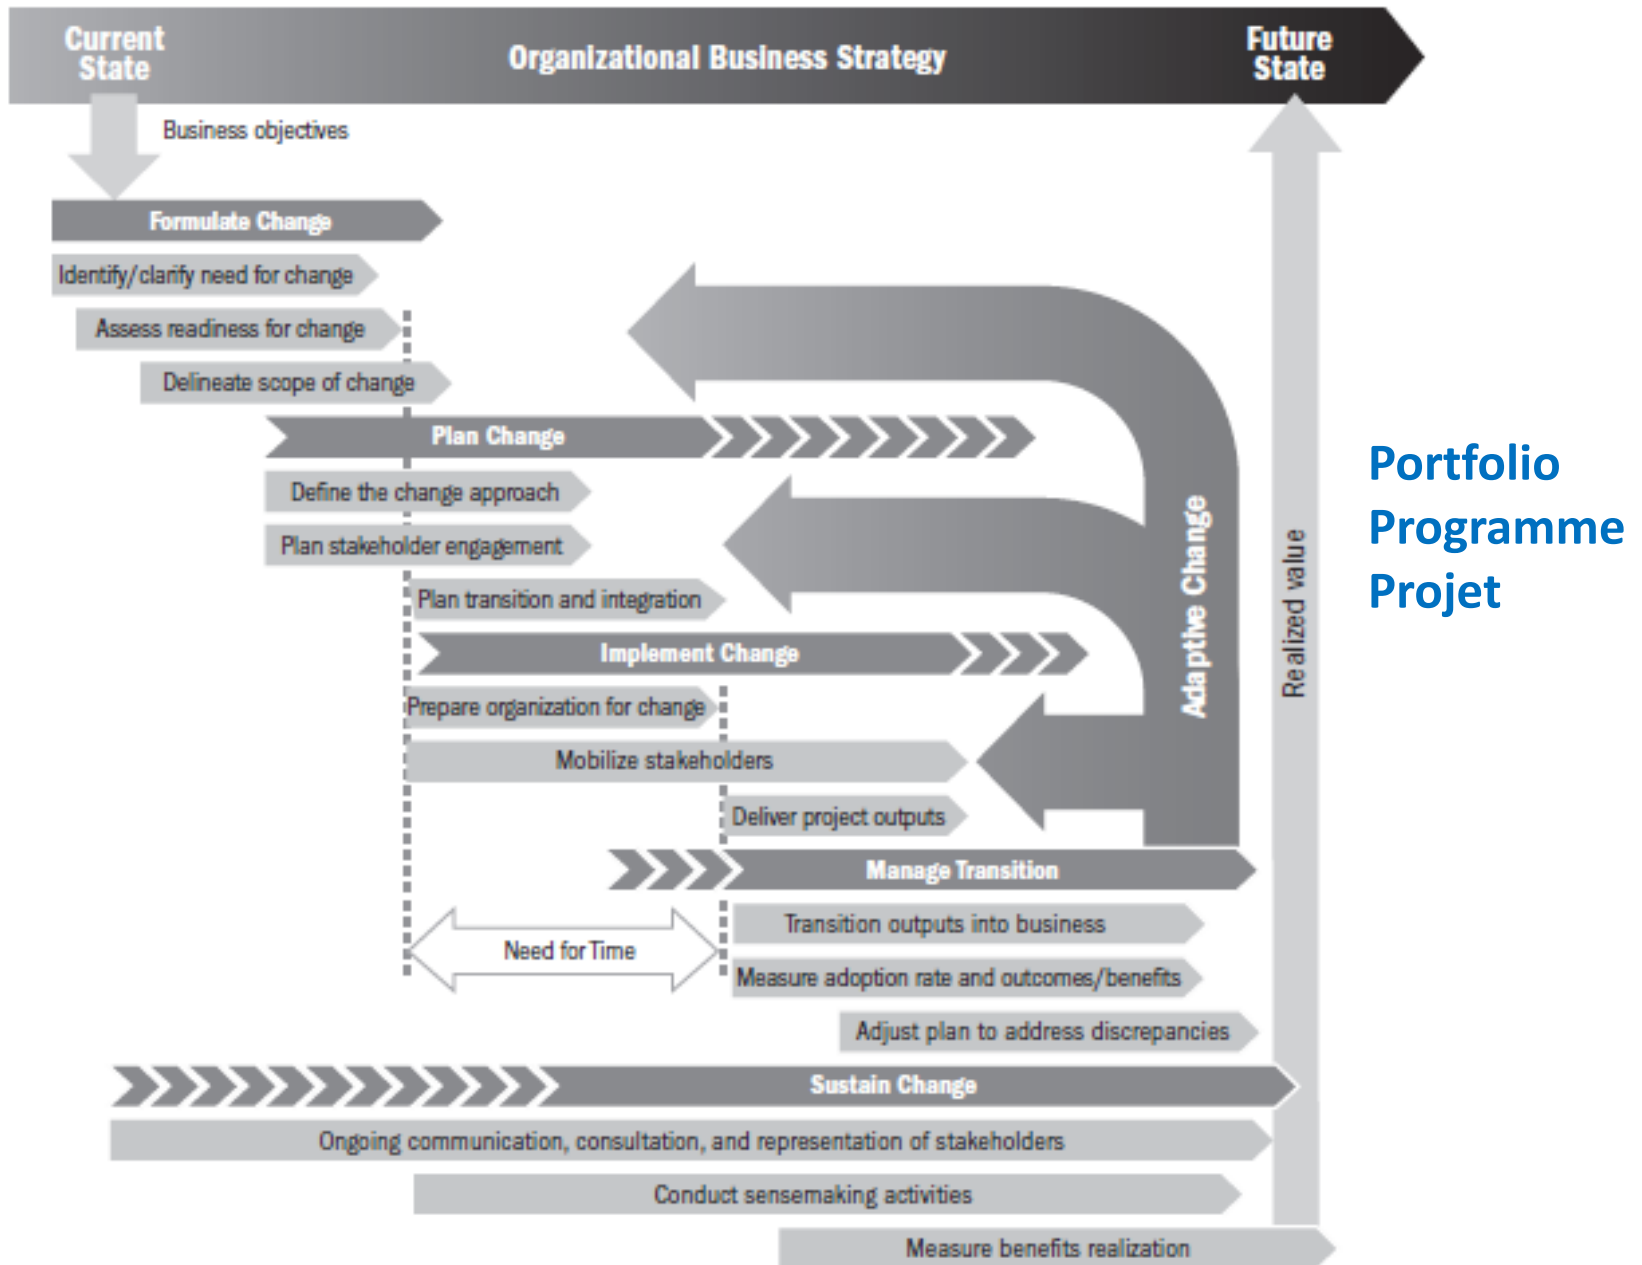 Current
State
Organizational Business Strategy
Future
State
Business objectives
Formulate Change
Identify/clarify need for change
Assess readiness for change
Delineate scope of change
Plan Change
Define the change approach
Plan stakeholder engagement
Plan transition and integration
Implement Change
Prepare organization for change
Mobilize stakeholders
Deliver project outputs
Manage Transition
Need for Time
Transition outputs into business
Measure adoption rate and outcomes/benefits
Adjust plan to address discrepancies
Sustain Change
Ongoing communication, consultation, and representation of stakeholders
Conduct sensemaking activities
Measure benefits realization
Adaptive Change
Realized value
Portfolio
Programme
Projet